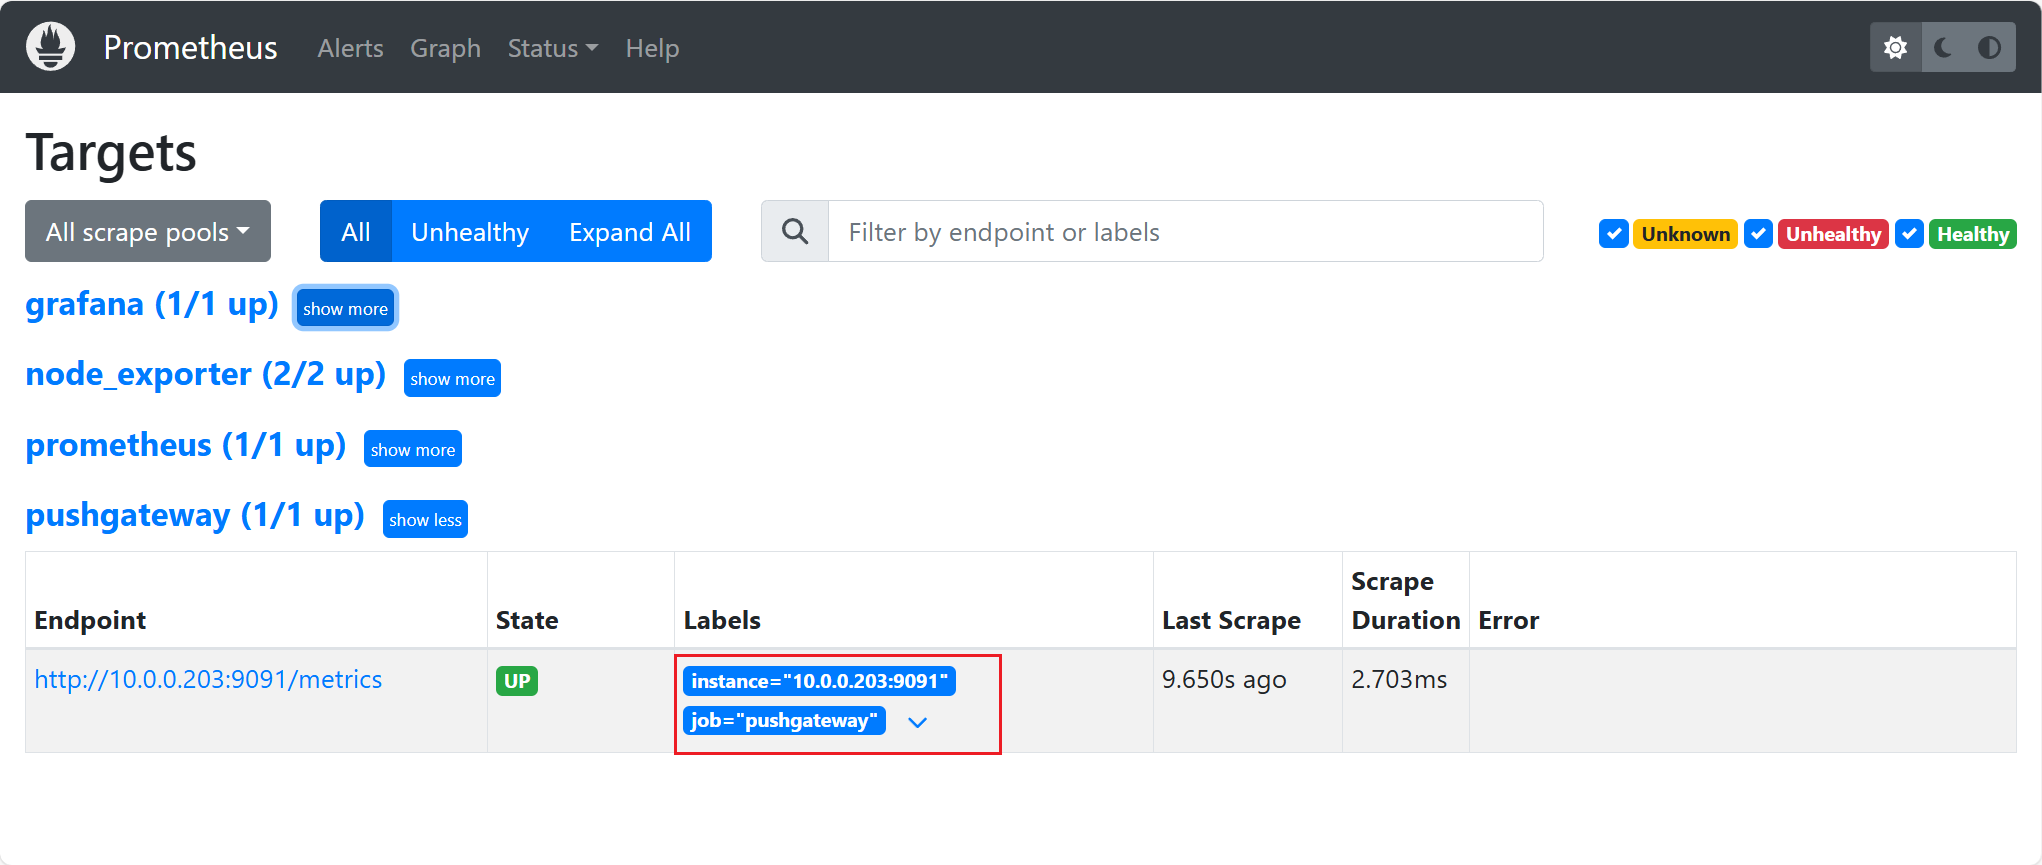 Prometheus Alerts Graph Status Help
Targets
All scrape pools All Unhealthy Expand All Filter by endpoint or labels Unknown Unhealthy Healthy
grafana (1/1 up) show more
node_exporter (2/2 up) show more
prometheus (1/1 up) show more
pushgateway (1/1 up) show less
Endpoint State Labels Last Scrape Scrape Duration Error
http://10.0.0.203:9091/metrics UP instance="10.0.0.203:9091" 9.650s ago 2.703ms
job="pushgateway"